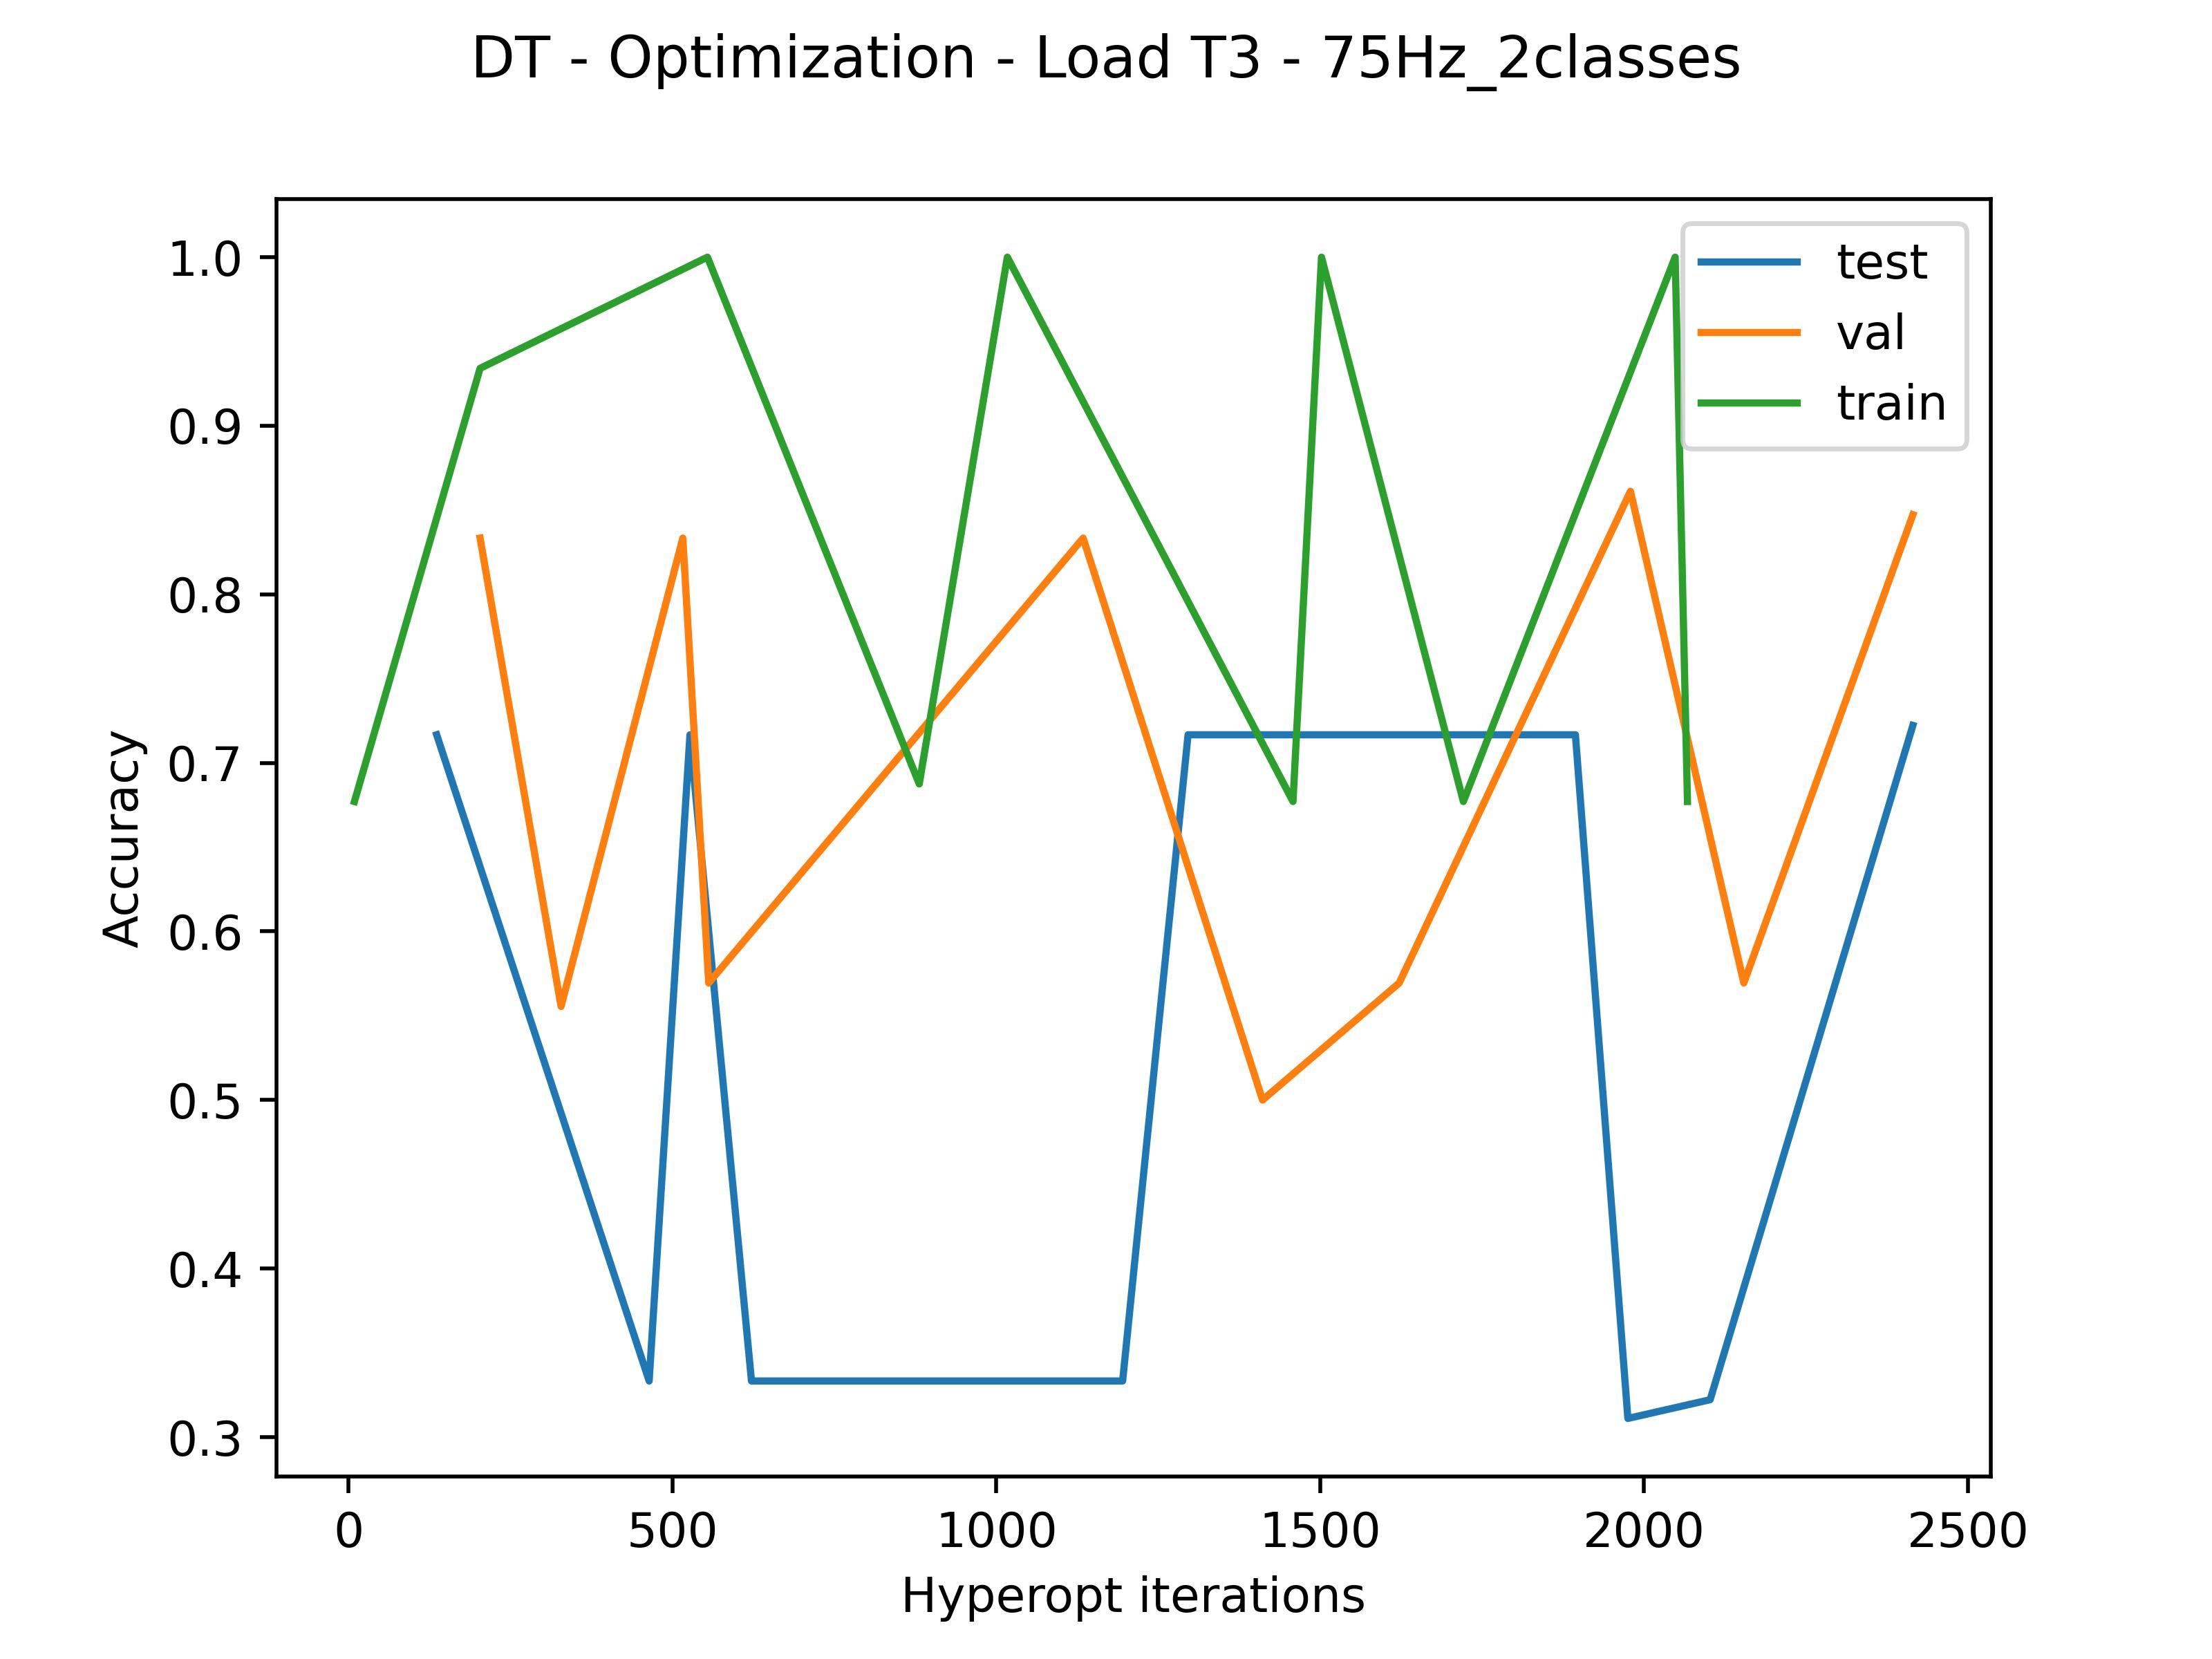 DT - Optimization - Load T3 - 75Hz_2classes
1.0
0.9
0.8
0.7
0.6
0.5
0.4
0.3
Accuracy
test
val
train
0 500 1000 1500 2000 2500
Hyperopt iterations